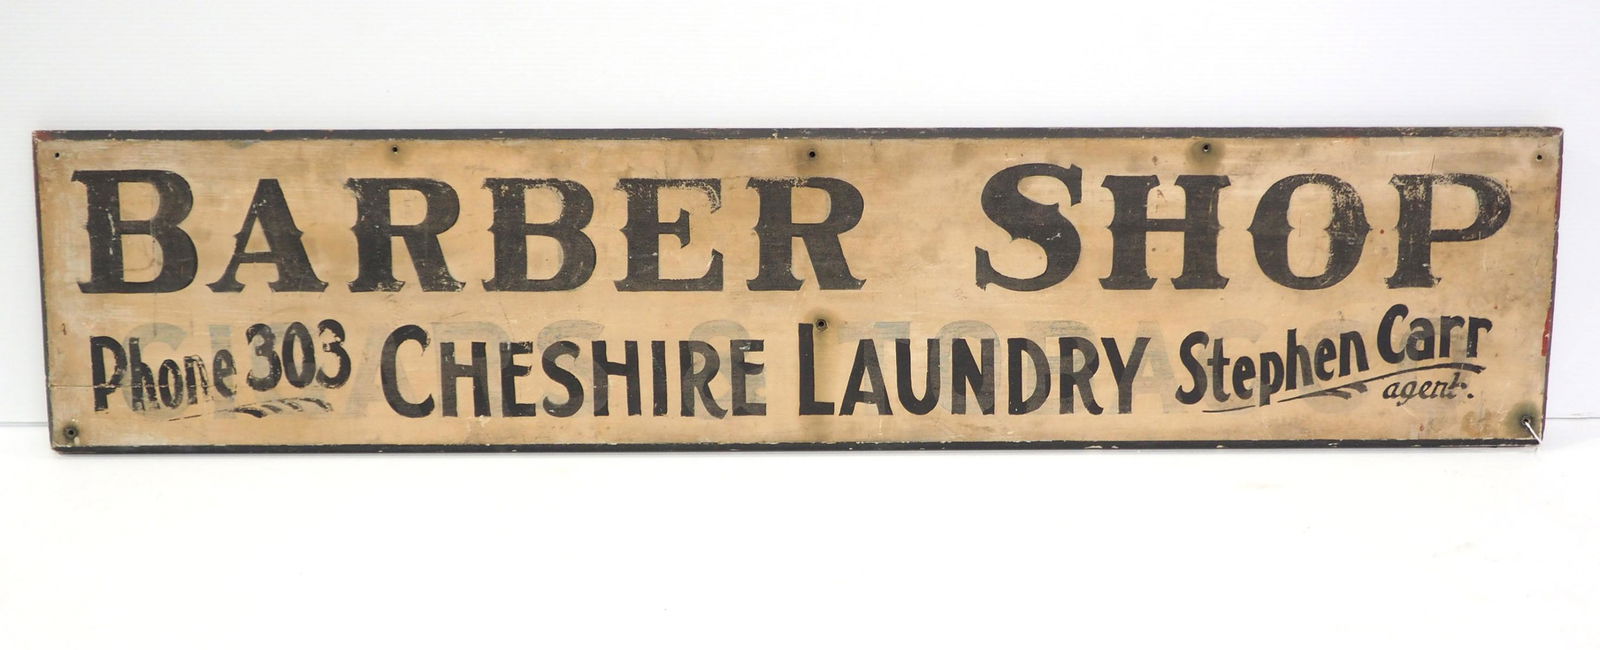 BARBER SHOP
Phone 303 CHESHIRE LAUNDRY Stephen Carr agent.